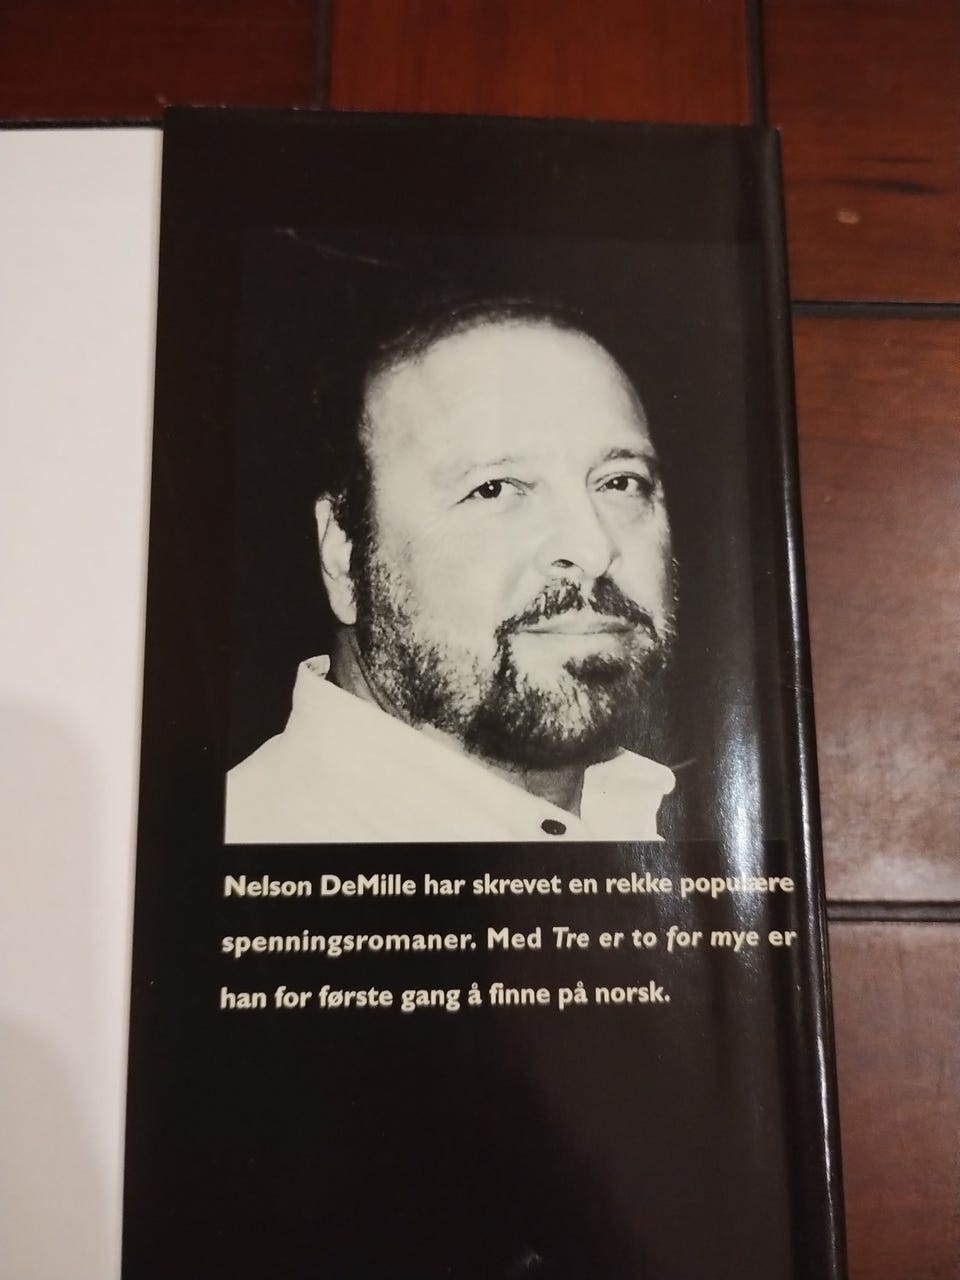 Nelson DeMille har skrevet en rekke populære
spenningsromaner. Med Tre er to for mye er
han for første gang å finne på norsk.